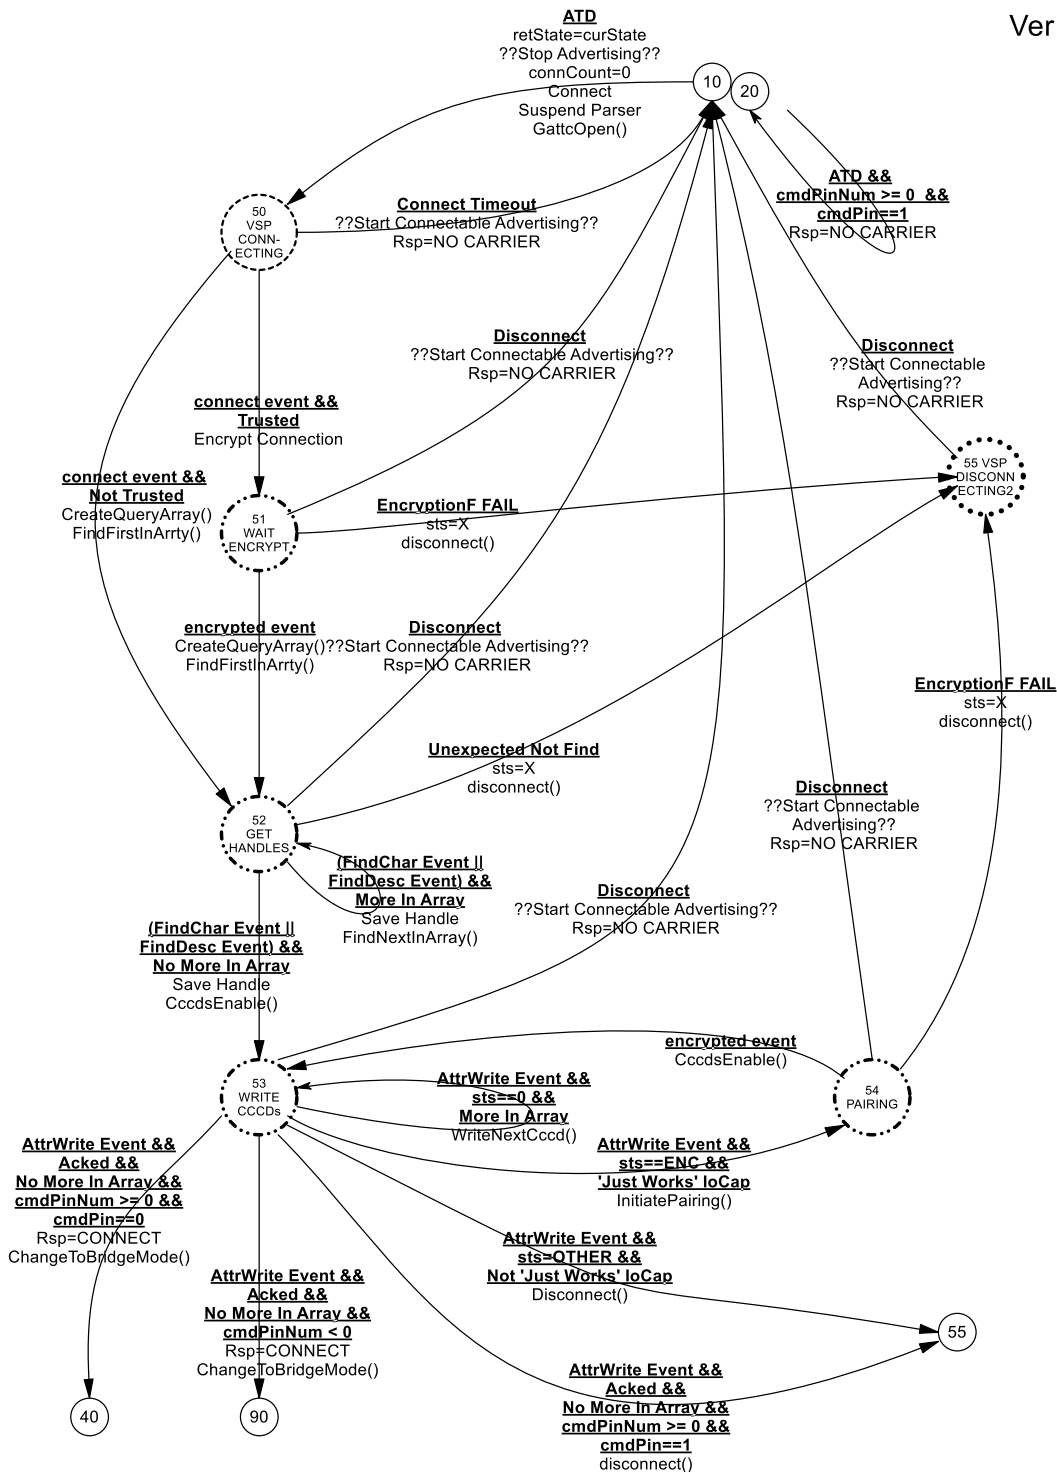 Ver
ATD
retState=curState
??Stop Advertising??
connCount=0
Connect
Suspend Parser
GattcOpen()
10
20
ATD &&
cmdPinNum >= 0 &&
cmdPin==1
Rsp=NO CARRIER
50
VSP
CONN-
ECTING
Connect Timeout
??Start Connectable Advertising??
Rsp=NO CARRIER
Disconnect
??Start Connectable Advertising??
Rsp=NO CARRIER
Disconnect
??Start Connectable
Advertising??
Rsp=NO CARRIER
connect event &&
Trusted
Encrypt Connection
connect event &&
Not Trusted
CreateQueryArray()
FindFirstInArrty()
55 VSP
DISCONN
ECTING2
51
WAIT
ENCRYPT
EncryptionF FAIL
sts=X
disconnect()
encrypted event
CreateQueryArray()
FindFirstInArrty()
Disconnect
??Start Connectable Advertising??
Rsp=NO CARRIER
EncryptionF FAIL
sts=X
disconnect()
Unexpected Not Find
sts=X
disconnect()
Disconnect
??Start Connectable
Advertising??
Rsp=NO CARRIER
52
GET
HANDLES
(FindChar Event ||
FindDesc Event) &&
More In Array
Save Handle
FindNextInArray()
Disconnect
??Start Connectable Advertising??
Rsp=NO CARRIER
(FindChar Event ||
FindDesc Event) &&
No More In Array
Save Handle
CccdsEnable()
encrypted event
CccdsEnable()
53
WRITE
CCCDs
AttrWrite Event &&
sts==0 &&
More In Array
WriteNextCccd()
54
PAIRING
AttrWrite Event &&
sts==ENC &&
'Just Works' IoCap
InitiatePairing()
AttrWrite Event &&
Acked &&
No More In Array &&
cmdPinNum >= 0 &&
cmdPin==0
Rsp=CONNECT
ChangeToBridgeMode()
AttrWrite Event &&
sts=OTHER &&
Not 'Just Works' IoCap
Disconnect()
AttrWrite Event &&
Acked &&
No More In Array &&
cmdPinNum < 0
Rsp=CONNECT
ChangeToBridgeMode()
55
AttrWrite Event &&
Acked &&
No More In Array &&
cmdPinNum >= 0 &&
cmdPin==1
disconnect()
40
90